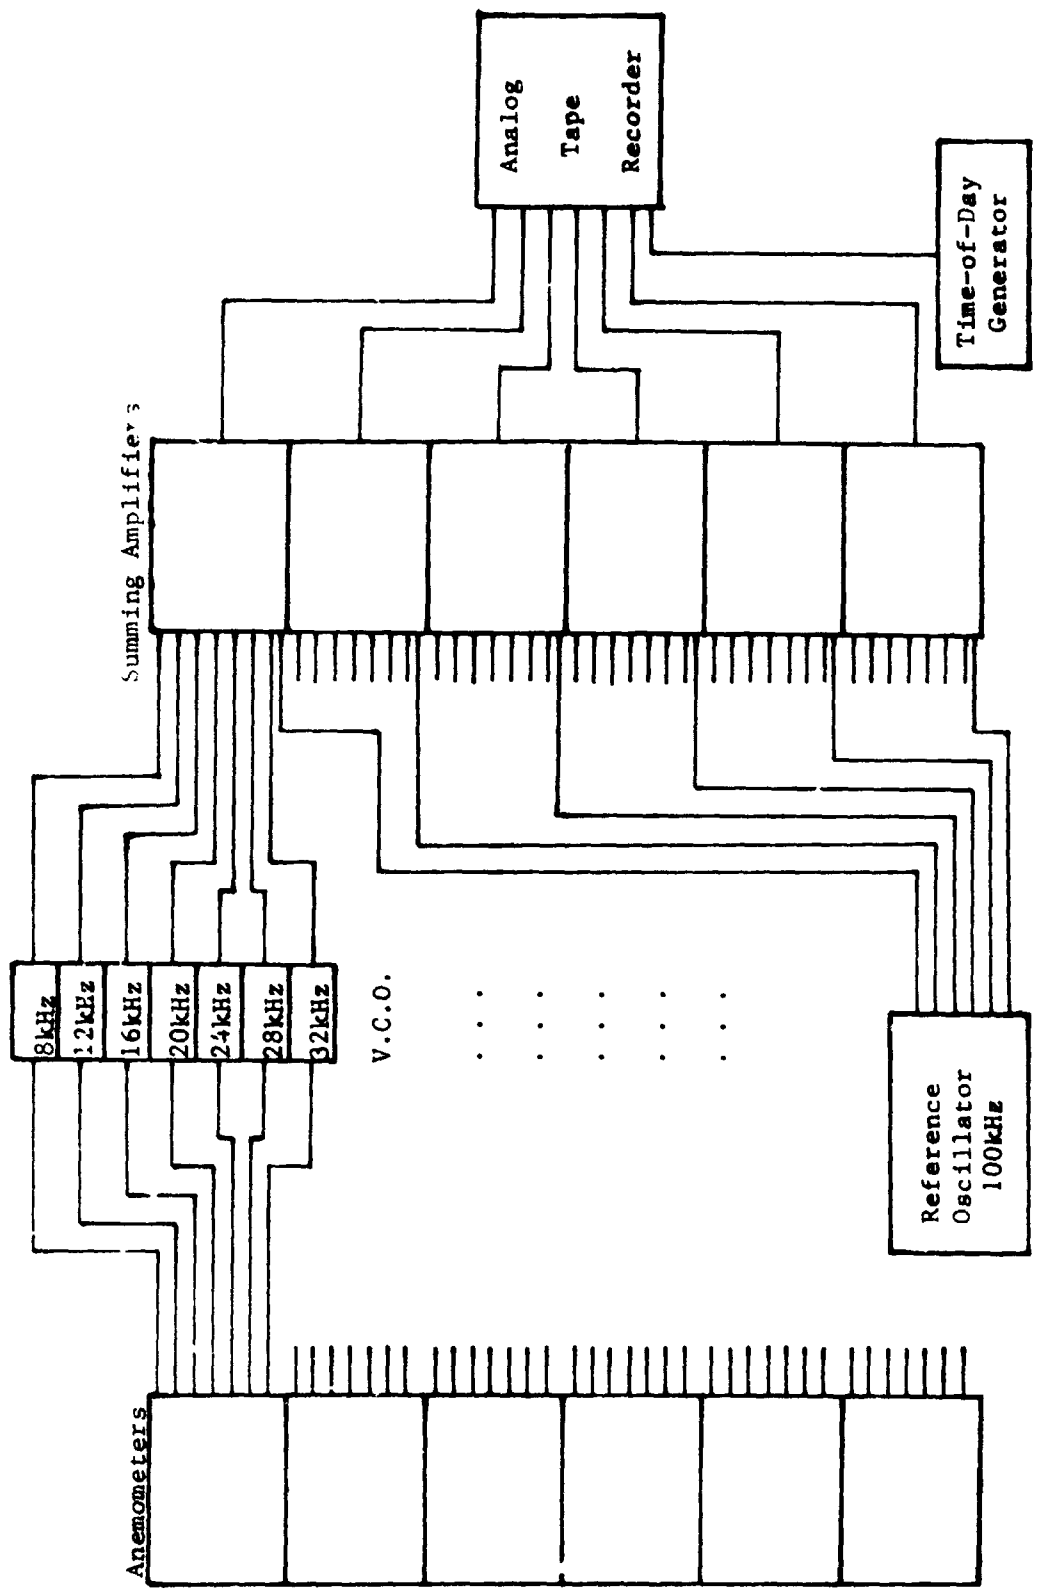 Anemometers
8kHz
12kHz
16kHz
20kHz
24kHz
28kHz
32kHz
V.C.O.
Reference
Oscillator
100kHz
Summing Amplifiers
Analog
Tape
Recorder
Time-of-Day
Generator